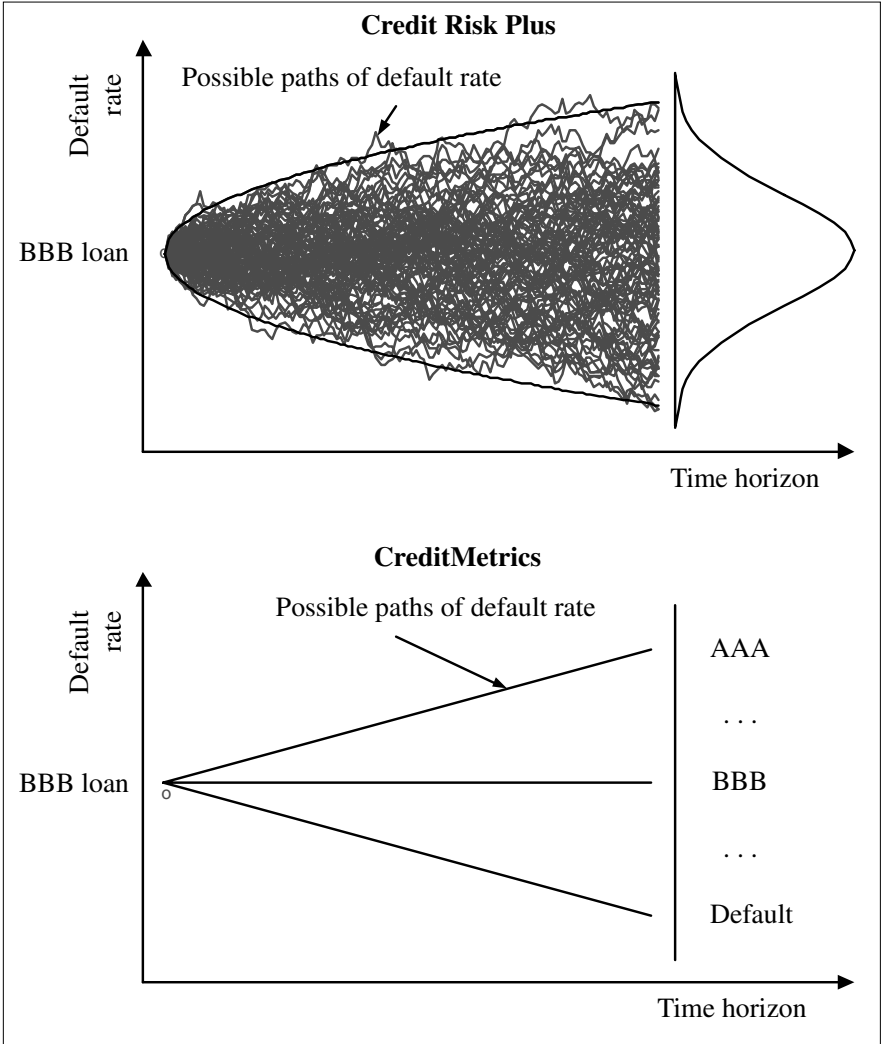 Credit Risk Plus
Default
rate
Possible paths of default rate
BBB loan
Time horizon
CreditMetrics
Default
rate
Possible paths of default rate
AAA
. . .
BBB loan
BBB
. . .
Default
Time horizon